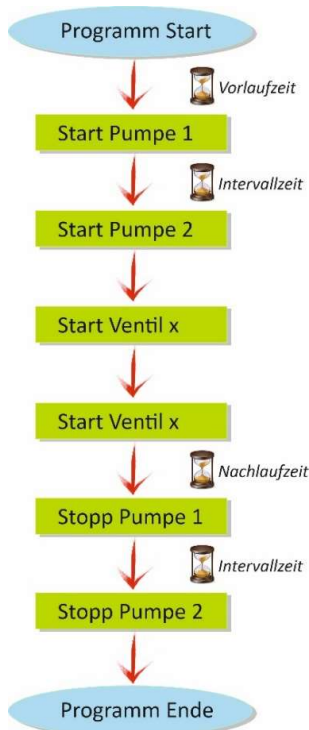 Programm Start
Vorlaufzeit
Start Pumpe 1
Intervallzeit
Start Pumpe 2
Start Ventil x
Start Ventil x
Nachlaufzeit
Stopp Pumpe 1
Intervallzeit
Stopp Pumpe 2
Programm Ende